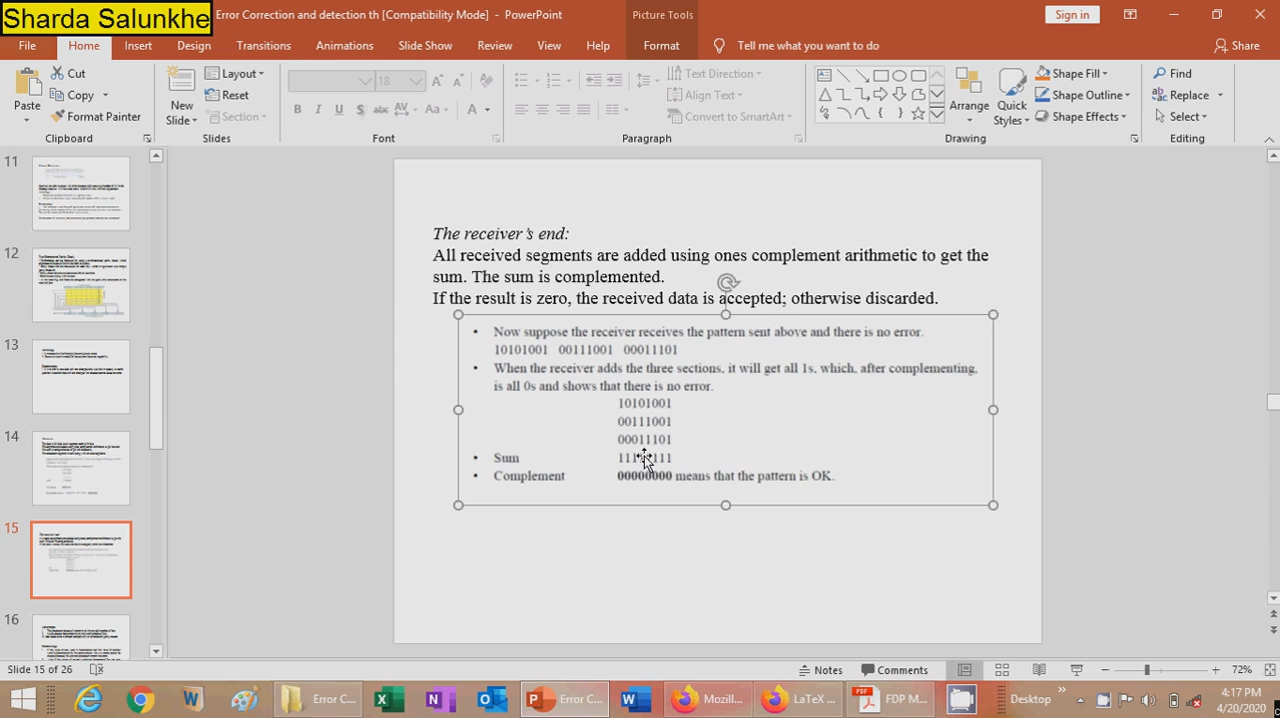 Sharda Salunkhe
Error Correction and detection th [Compatibility Mode] - PowerPoint
Picture Tools
Sign in
File Home Insert Design Transitions Animations Slide Show Review View Help Format Tell me what you want to do Share
Paste
Cut
Copy
Format Painter
Clipboard
New Slide
Layout
Reset
Section
Slides
18
B I U S abc AV Aa A
Font
Text Direction
Align Text
Convert to SmartArt
Paragraph
Arrange
Quick Styles
Shape Fill
Shape Outline
Shape Effects
Drawing
Find
Replace
Select
Editing
11
12
13
14
15
16
The receiver's end:
All received segments are added using one's complement arithmetic to get the
sum. The sum is complemented.
If the result is zero, the received data is accepted; otherwise discarded.
• Now suppose the receiver receives the pattern sent above and there is no error.
10101001 00111001 00011101
• When the receiver adds the three sections, it will get all 1s, which, after complementing,
is all 0s and shows that there is no error.
10101001
00111001
00011101
• Sum 11111111
• Complement 00000000 means that the pattern is OK.
Slide 15 of 26
Notes
Comments
72%
Error C...
Error C...
Mozill...
LaTeX ...
FDP M...
Desktop
4:17 PM
4/20/2020